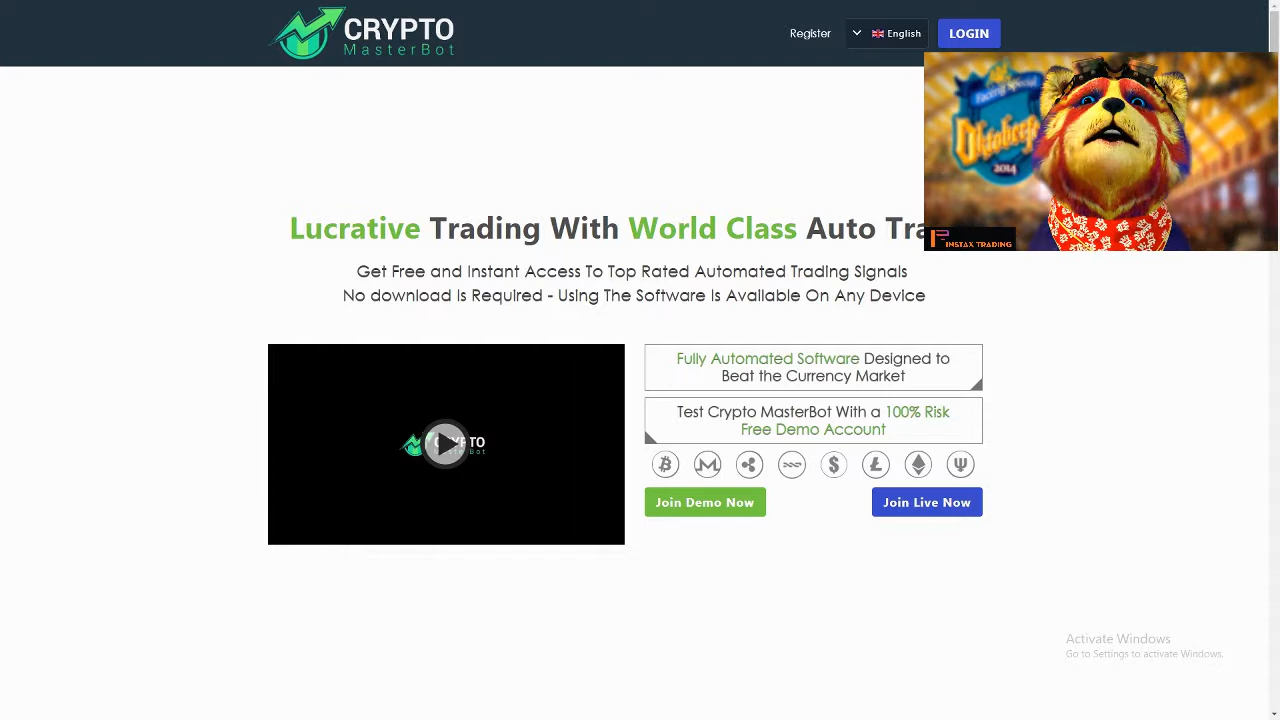 CRYPTO
MasterBot
Register
English
LOGIN
Racing Special
2014
INSTAX TRADING
Lucrative Trading With World Class Auto
Get Free and Instant Access To Top Rated Automated Trading Signals
No download Is Required - Using The Software Is Available On Any Device
Fully Automated Software Designed to
Beat the Currency Market
Test Crypto MasterBot With a 100% Risk
Free Demo Account
Join Demo Now
Join Live Now
Activate Windows
Go to Settings to activate Windows.